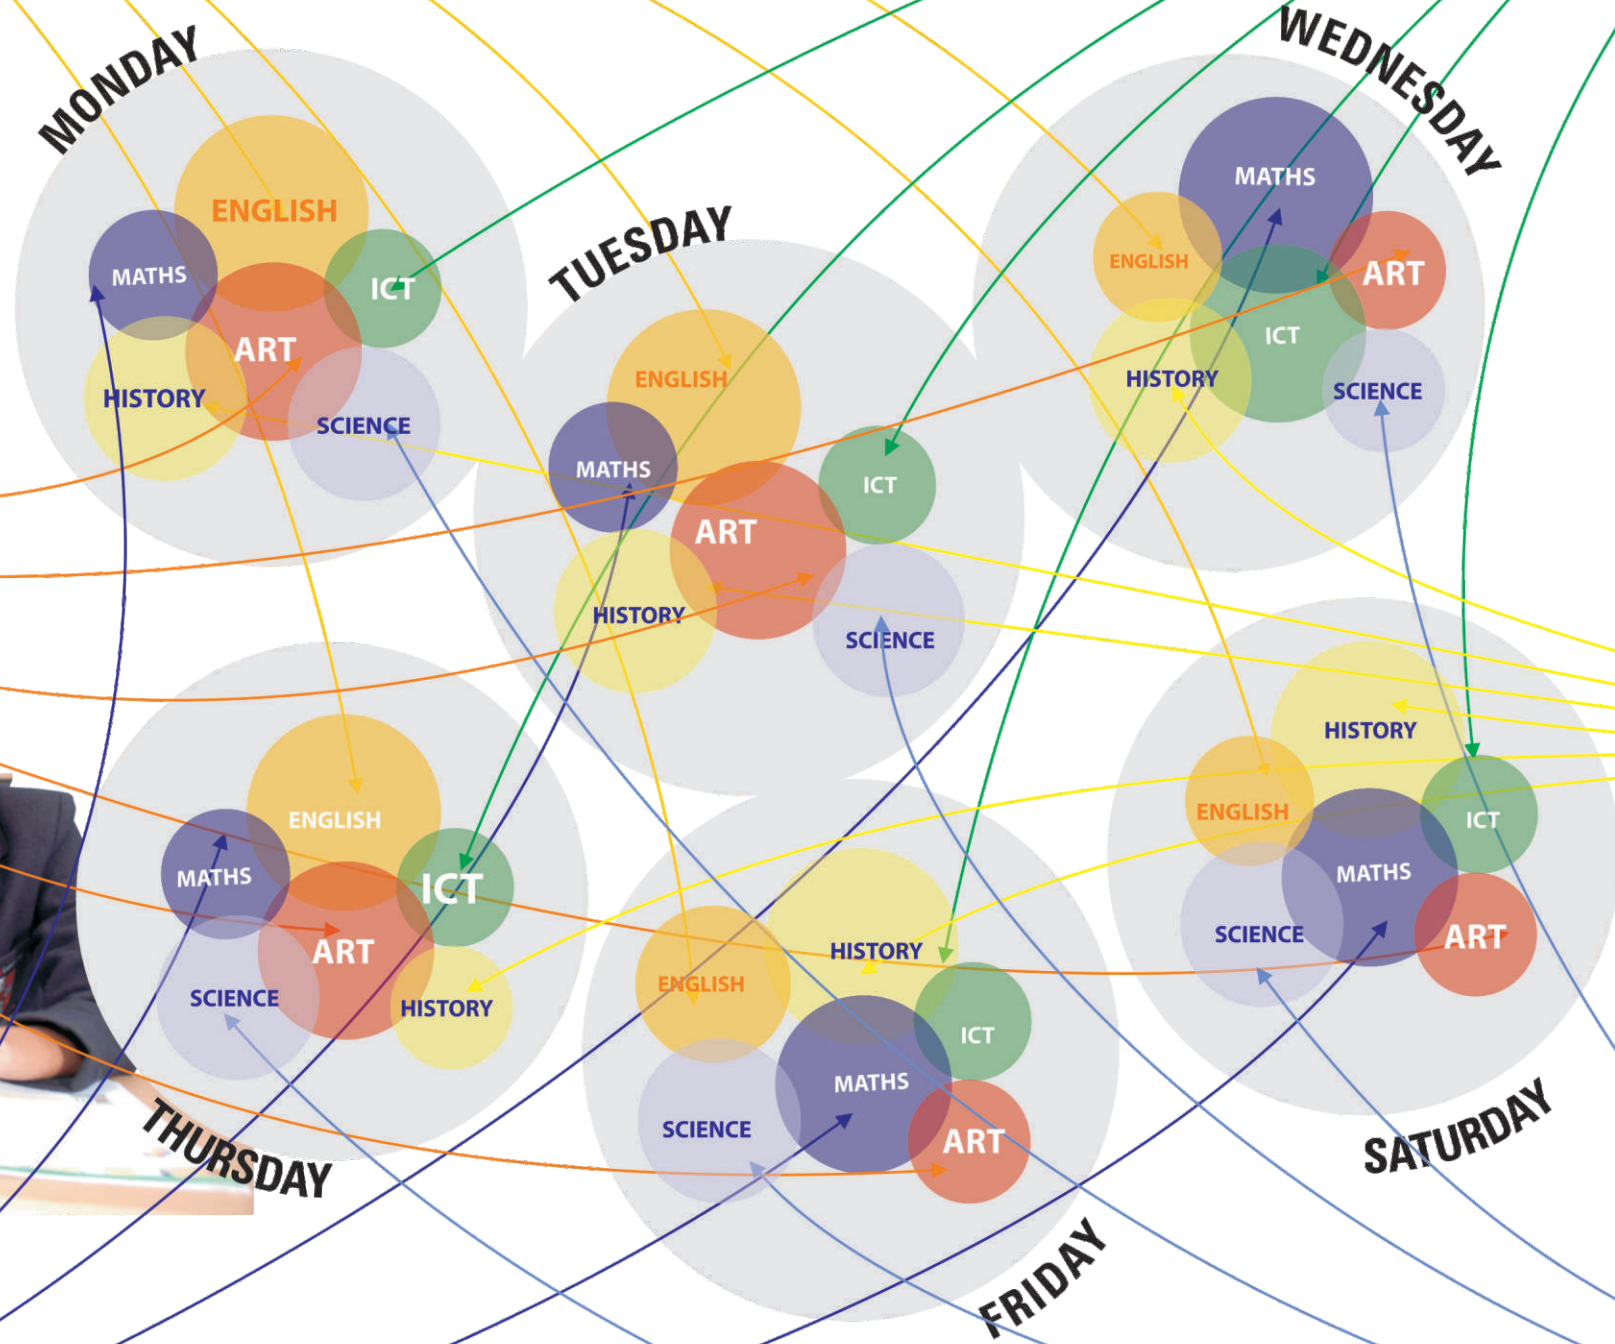 MONDAY
ENGLISH
MATHS
ICT
ART
HISTORY
SCIENCE
TUESDAY
ENGLISH
MATHS
ICT
ART
HISTORY
SCIENCE
WEDNESDAY
MATHS
ENGLISH
ART
ICT
HISTORY
SCIENCE
THURSDAY
ENGLISH
MATHS
ICT
ART
SCIENCE
HISTORY
FRIDAY
HISTORY
ENGLISH
ICT
MATHS
SCIENCE
ART
SATURDAY
HISTORY
ENGLISH
ICT
MATHS
SCIENCE
ART